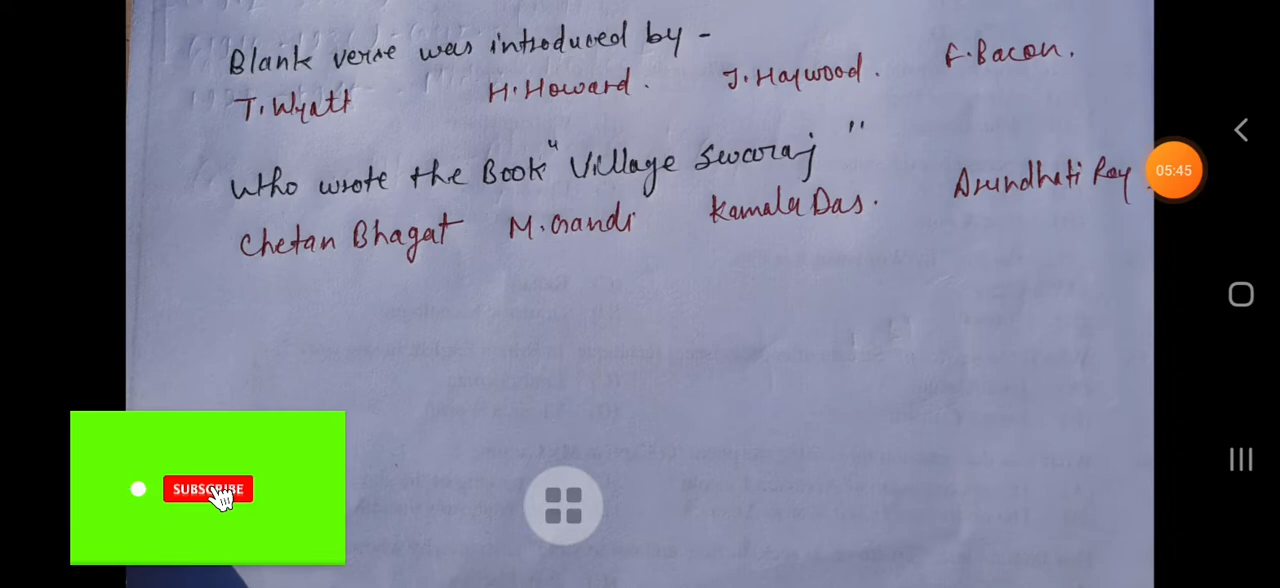 Blank verse was introduced by -
T. Wyatt H. Howard. J. Haywood. F. Bacon.
Who wrote the Book "Village Swaraj"
Chetan Bhagat M. Gandi Kamala Das. Arundhati Roy
05:45
SUBSCRIBE